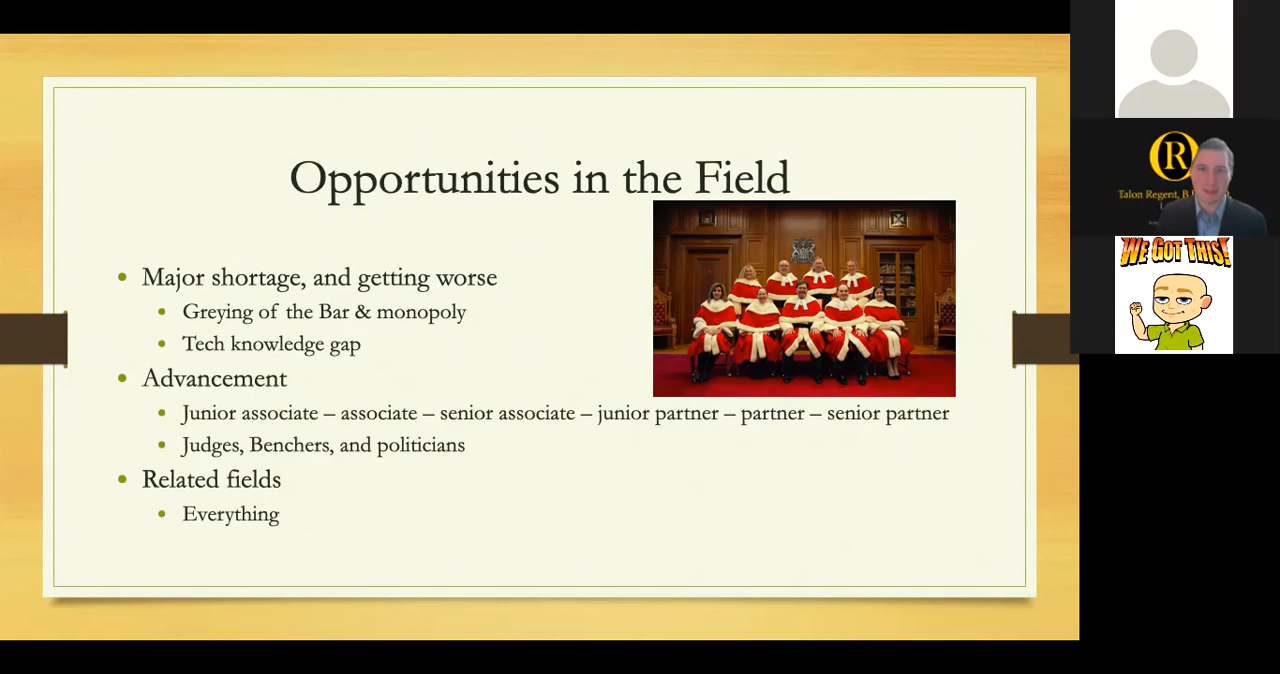 Opportunities in the Field
Major shortage, and getting worse
Greying of the Bar & monopoly
Tech knowledge gap
Advancement
Junior associate – associate – senior associate – junior partner – partner – senior partner
Judges, Benchers, and politicians
Related fields
Everything
R
Talon Regent, B.
WE GOT THIS!